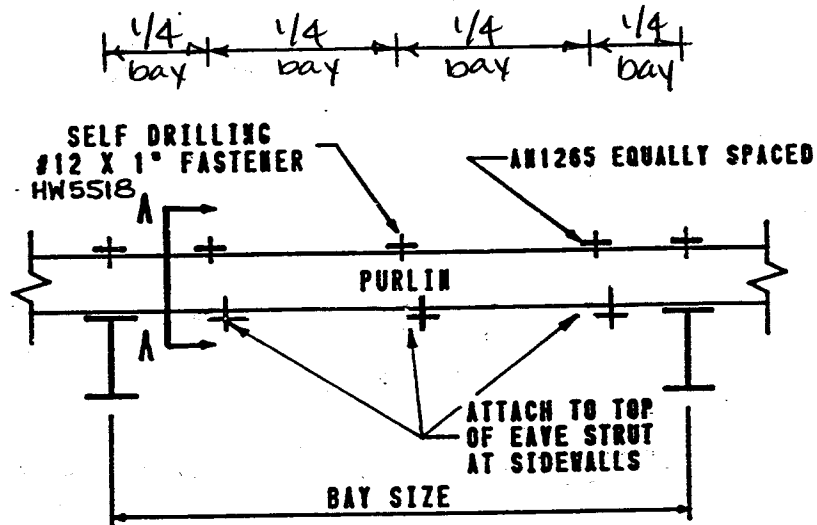 1/4 1/4 1/4 1/4
bay bay bay bay
SELF DRILLING
#12 X 1" FASTENER
HW5518
AN1265 EQUALLY SPACED
A
PURLIN
A
ATTACH TO TOP
OF EAVE STRUT
AT SIDEWALLS
BAY SIZE